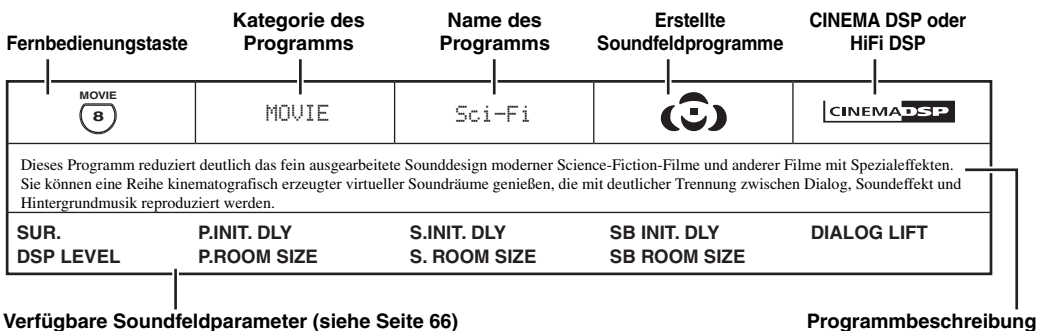 Fernbedienungstaste
Kategorie des
Programms
Name des
Programms
Erstellte
Soundfeldprogramme
CINEMA DSP oder
HiFi DSP
MOVIE
8
MOVIE
Sci-Fi
CINEMA DSP
Dieses Programm reduziert deutlich das fein ausgearbeitete Sounddesign moderner Science-Fiction-Filme und anderer Filme mit Spezialeffekten.
Sie können eine Reihe kinematografisch erzeugter virtueller Soundräume genießen, die mit deutlicher Trennung zwischen Dialog, Soundeffekt und
Hintergrundmusik reproduziert werden.
SUR. P.INIT. DLY S.INIT. DLY SB INIT. DLY DIALOG LIFT
DSP LEVEL P.ROOM SIZE S. ROOM SIZE SB ROOM SIZE
Verfügbare Soundfeldparameter (siehe Seite 66) Programmbeschreibung